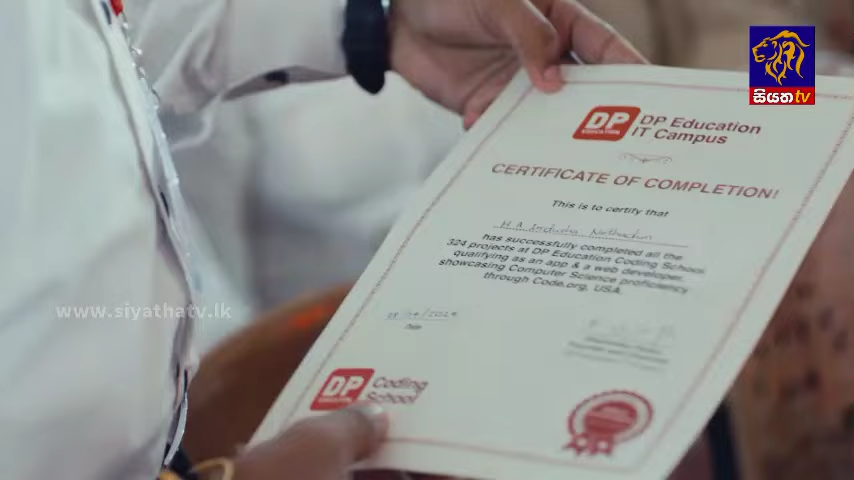 සියත tv
DP Education
EDUCATION IT Campus
CERTIFICATE OF COMPLETION!
This is to certify that
has successfully completed all the
324 projects at DP Education Coding School
qualifying as an app & a web developer,
showcasing Computer Science proficiency
through Code.org, USA.
www.siyathatv.lk
Date
DP Coding
EDUCATION School